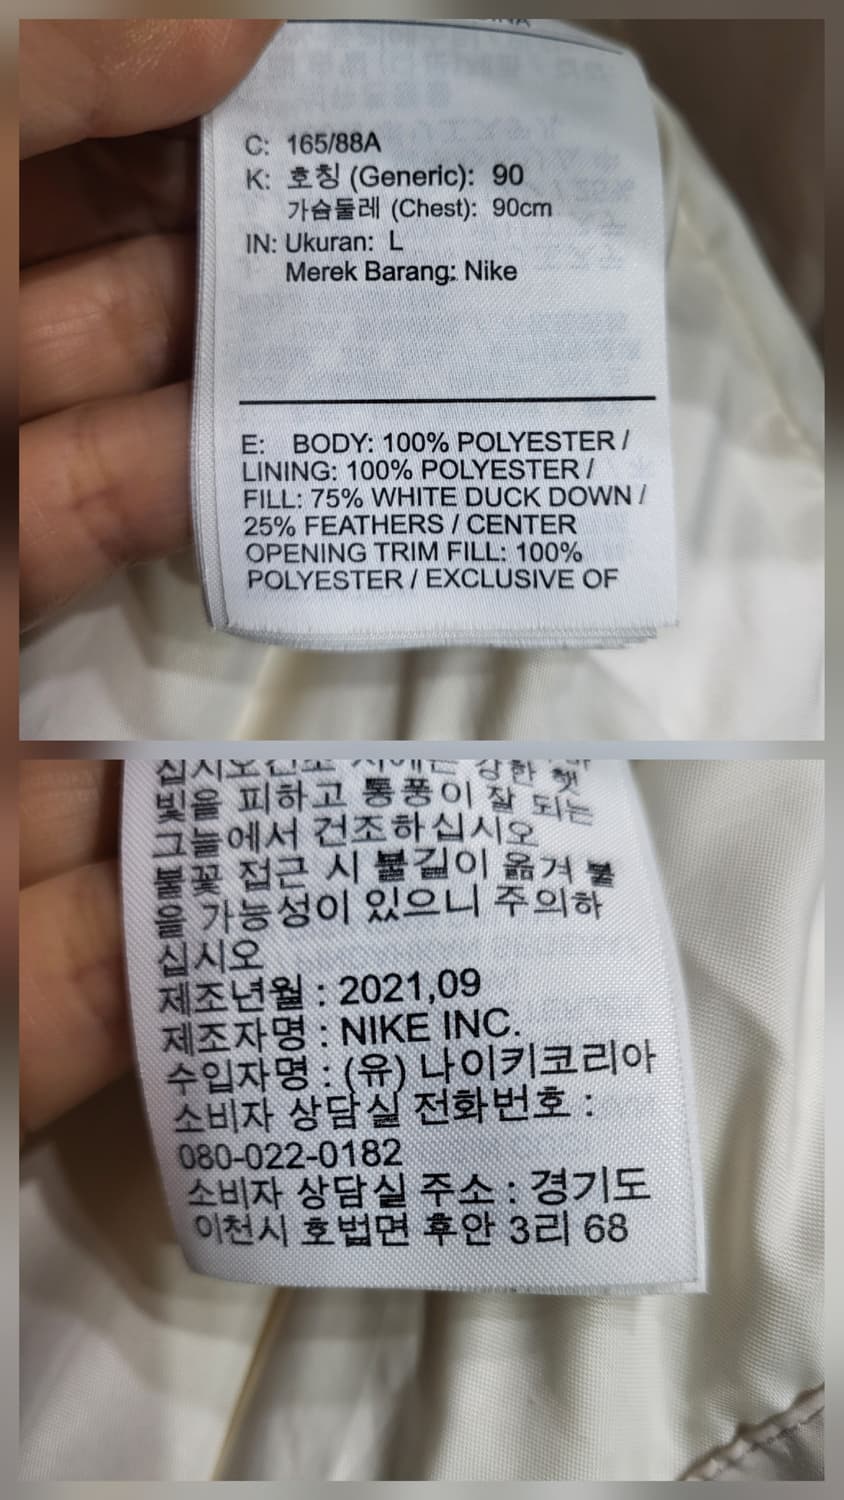 C: 165/88A
K: 호칭 (Generic): 90
가슴둘레 (Chest): 90cm
IN: Ukuran: L
Merek Barang: Nike
E: BODY: 100% POLYESTER /
LINING: 100% POLYESTER /
FILL: 75% WHITE DUCK DOWN /
25% FEATHERS / CENTER
OPENING TRIM FILL: 100%
POLYESTER / EXCLUSIVE OF
십시오 강한 햇
빛을 피하고 통풍이 잘 되는
그늘에서 건조하십시오
불꽃 접근 시 불길이 옮겨 붙
을 가능성이 있으니 주의하
십시오
제조년월 : 2021,09
제조자명 : NIKE INC.
수입자명 : (유) 나이키코리아
소비자 상담실 전화번호 :
080-022-0182
소비자 상담실 주소 : 경기도
이천시 호법면 후안 3리 68